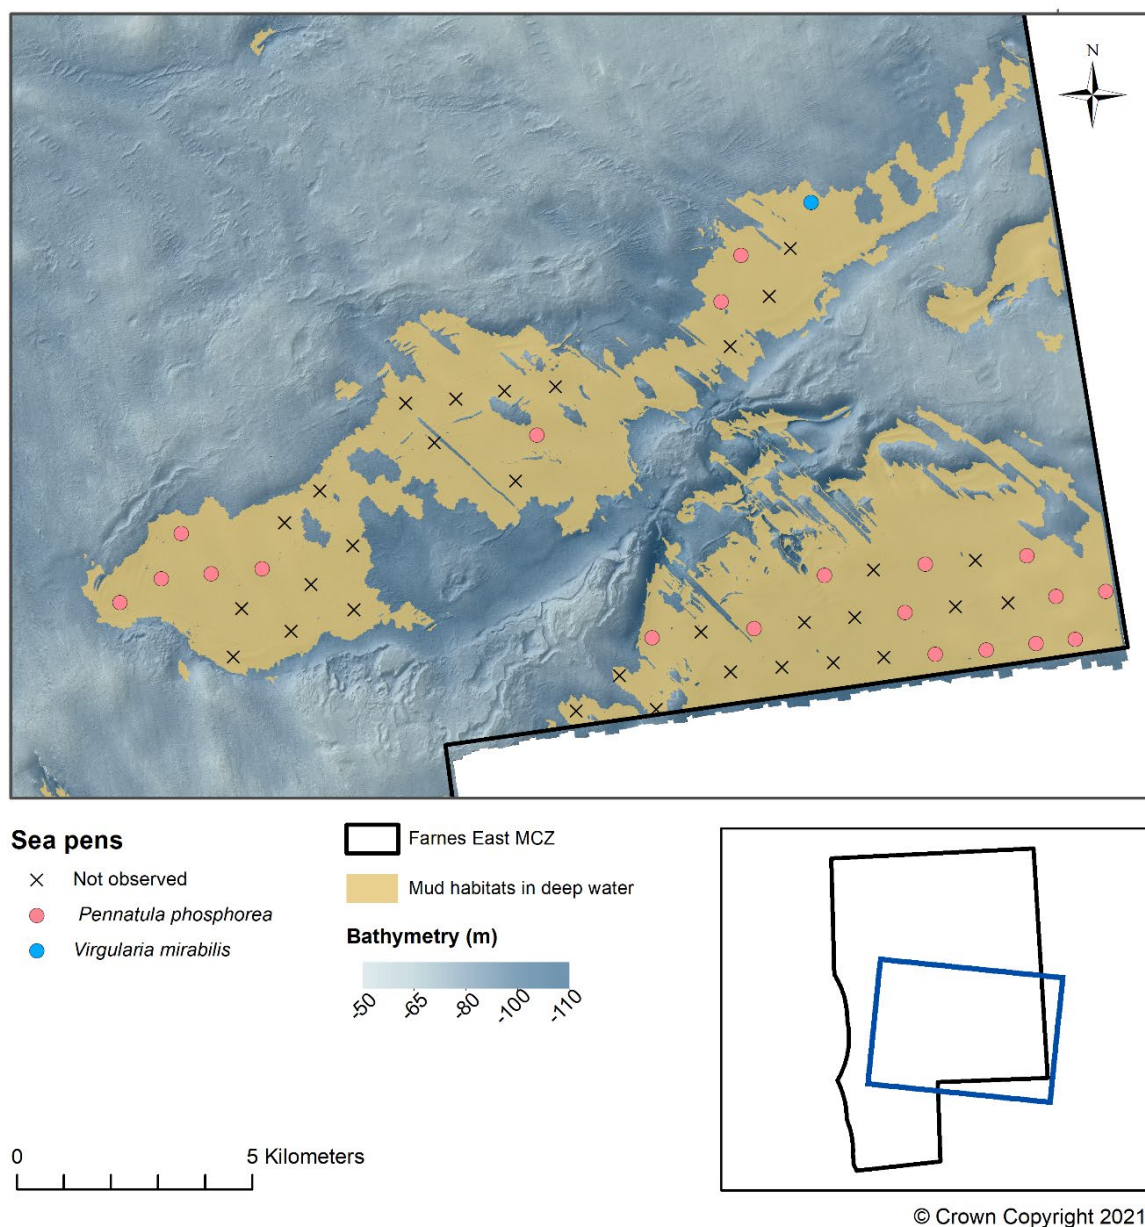 N
Sea pens
Not observed
Pennatula phosphorea
Virgularia mirabilis
Farnes East MCZ
Mud habitats in deep water
Bathymetry (m)
-50 -65 -80 -100 -110
0 5 Kilometers
© Crown Copyright 2021